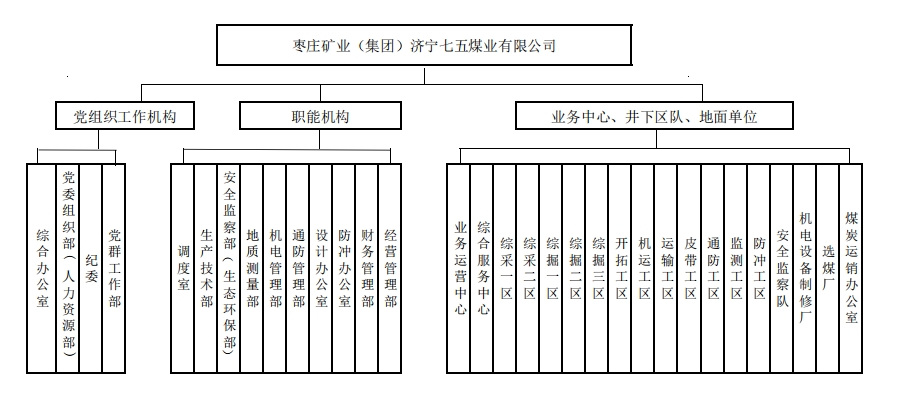 枣庄矿业（集团）济宁七五煤业有限公司
党组织工作机构
职能机构
业务中心、井下区队、地面单位
综合办公室
党委组织部（人力资源部）
纪委
党群工作部
调度室
生产技术部
安全监察部（生态环保部）
地质测量部
机电管理部
通防管理部
设计办公室
防冲办公室
财务管理部
经营管理部
业务运营中心
综合服务中心
综采一区
综采二区
综掘一区
综掘二区
综掘三区
开拓工区
机运工区
运输工区
皮带工区
通防工区
监测工区
防冲工区
安全监察队
机电设备制修厂
选煤厂
煤炭运销办公室